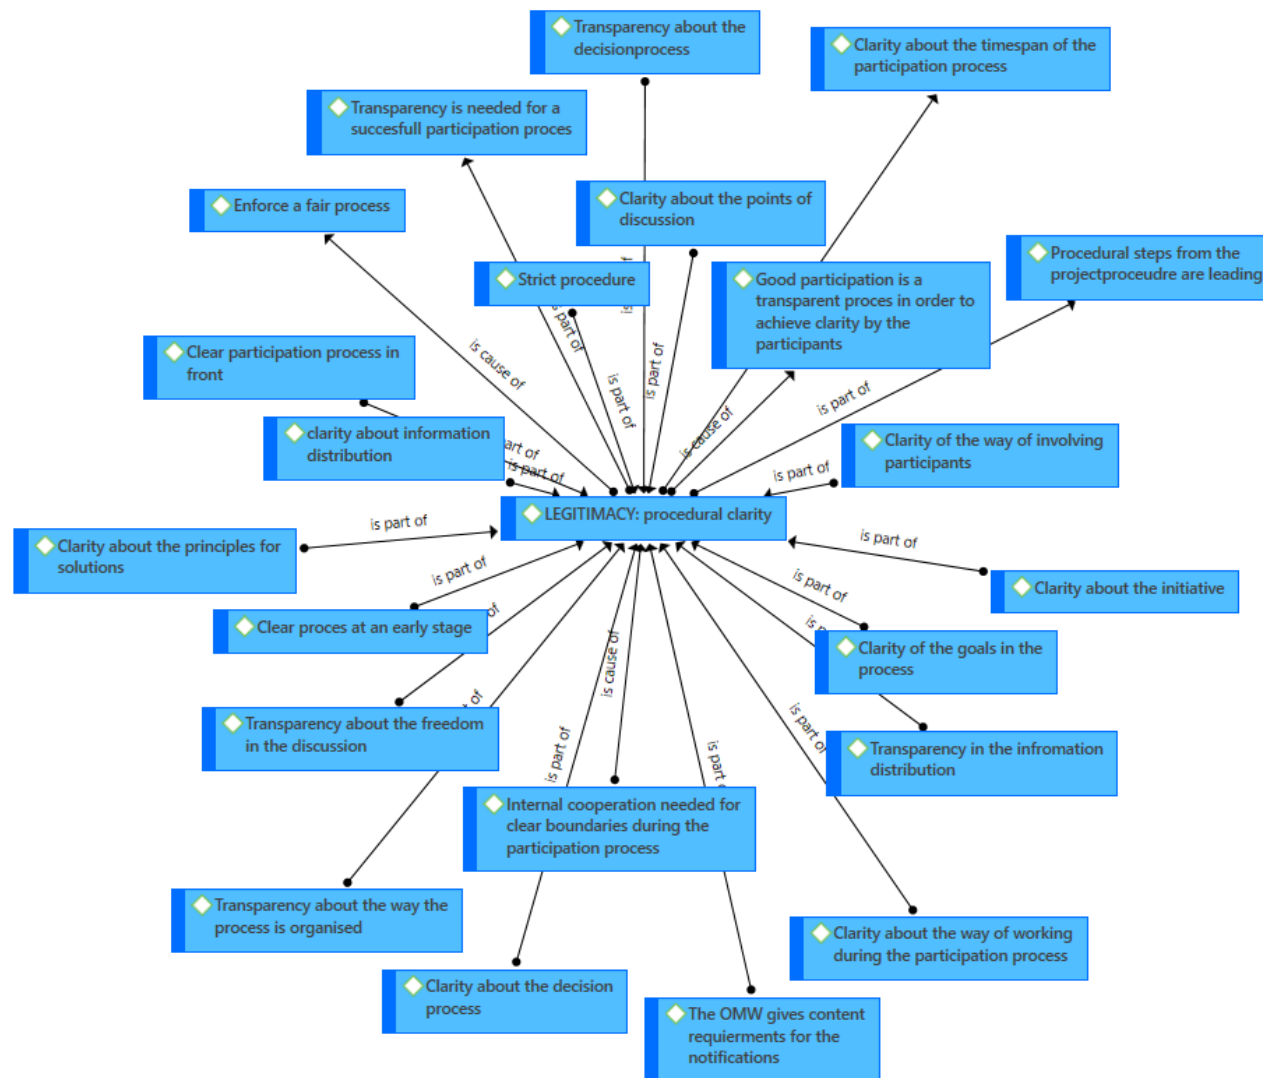 Transparency about the
decisionprocess
Clarity about the timespan of the
participation process
Transparency is needed for a
succesfull participation proces
Clarity about the points of
discussion
Enforce a fair process
Procedural steps from the
projectproceudre are leading
Strict procedure
Good participation is a
transparent proces in order to
achieve clarity by the
participants
is part of
is cause of
Clear participation process in
front
is part of
is part of
is cause of
is part of
clarity about information
distribution
part of
is part of
Clarity of the way of involving
participants
is part of
LEGITIMACY: procedural clarity
is part of
Clarity about the principles for
solutions
is part of
Clarity about the initiative
is part of
is part of
Clear proces at an early stage
of
is cause of
Clarity of the goals in the
process
Transparency about the freedom
in the discussion
of
is part of
Transparency in the infromation
distribution
is part of
is part of
Internal cooperation needed for
clear boundaries during the
participation process
Transparency about the way the
process is organised
Clarity about the way of working
during the participation process
Clarity about the decision
process
The OMW gives content
requierments for the
notifications